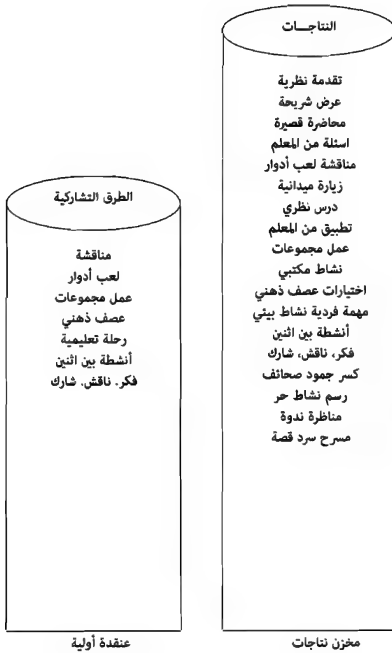 النتاجـــات
تقدمة نظرية
عرض شريحة
محاضرة قصيرة
اسئلة من المعلم
مناقشة لعب أدوار
زيارة ميدانية
درس نظري
تطبيق من المعلم
عمل مجموعات
نشاط مكتبي
اختيارات عصف ذهني
مهمة فردية نشاط بيئي
أنشطة بين اثنين
فكر، ناقش، شارك
كسر جمود صحائف
رسم نشاط حر
مناظرة ندوة
مسرح سرد قصة
مخزن نتاجات
الطرق التشاركية
مناقشة
لعب أدوار
عمل مجموعات
عصف ذهني
رحلة تعليمية
أنشطة بين اثنين
فكر. ناقش. شارك
عنقدة أولية